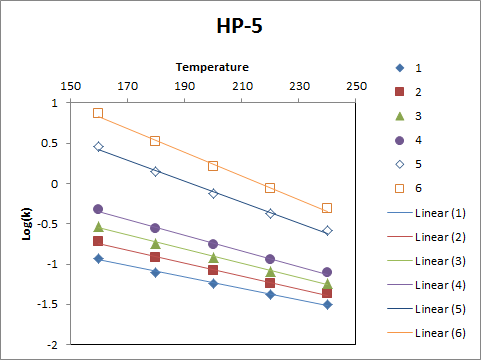 HP-5
Temperature
150 170 190 210 230 250
1
0.5
0
-0.5
-1
-1.5
-2
Log(k)
1
2
3
4
5
6
Linear (1)
Linear (2)
Linear (3)
Linear (4)
Linear (5)
Linear (6)